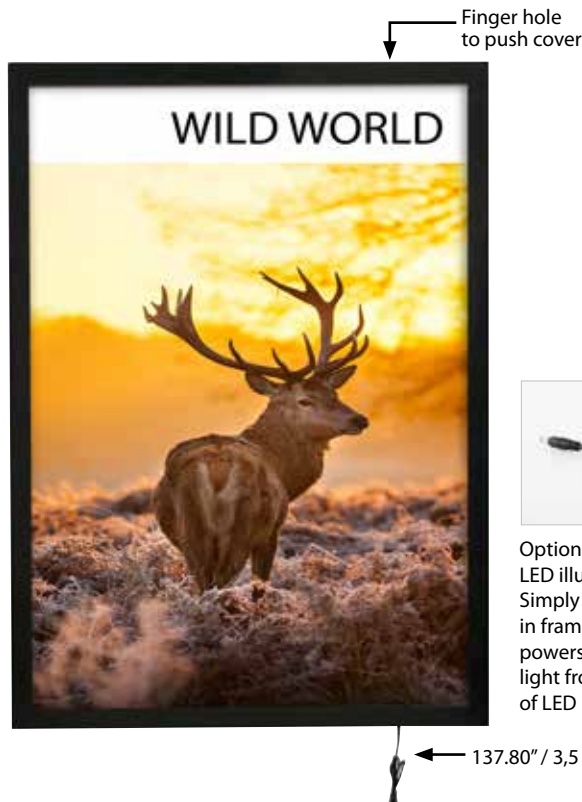 Finger hole
to push cover
WILD WORLD
Option
LED illu
Simply
in fram
powers
light fro
of LED
137.80” / 3,5